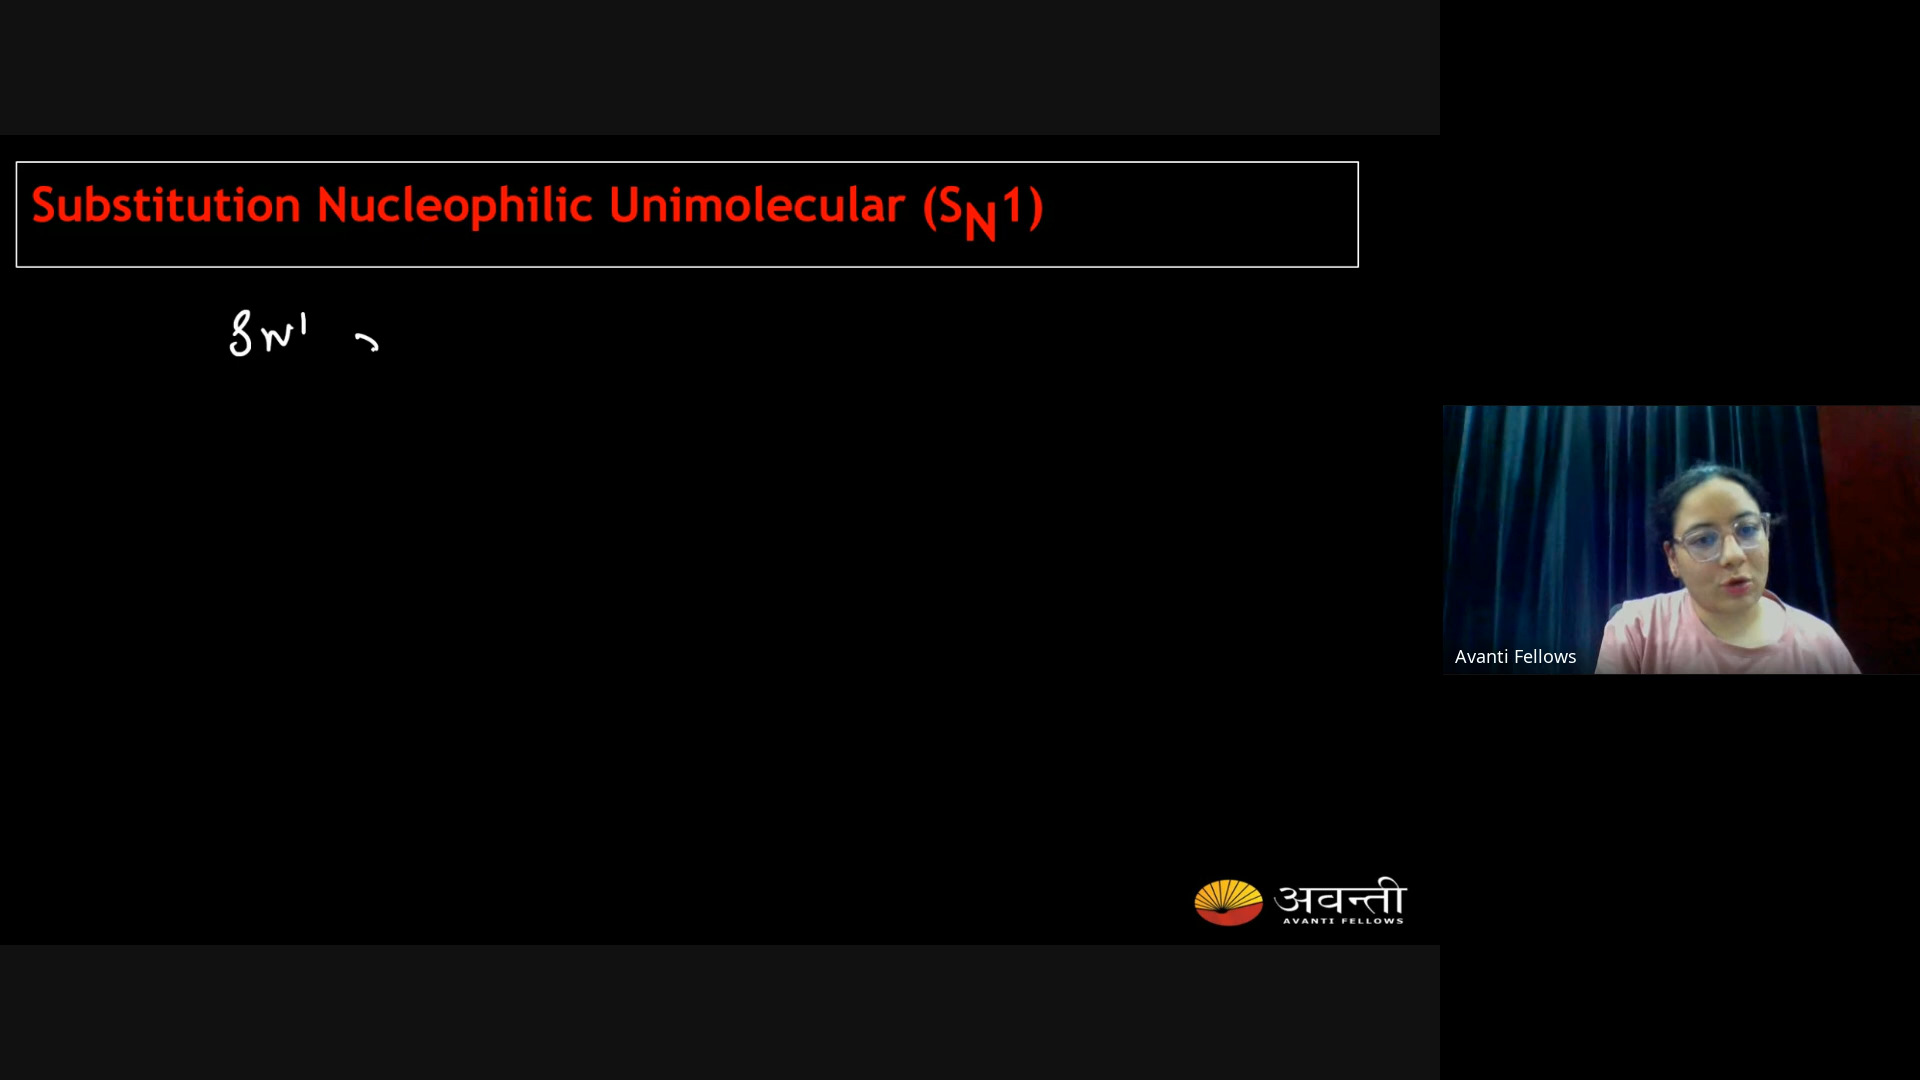 Substitution Nucleophilic Unimolecular (SN1)
SN1
Avanti Fellows
अवन्ती
AVANTI FELLOWS